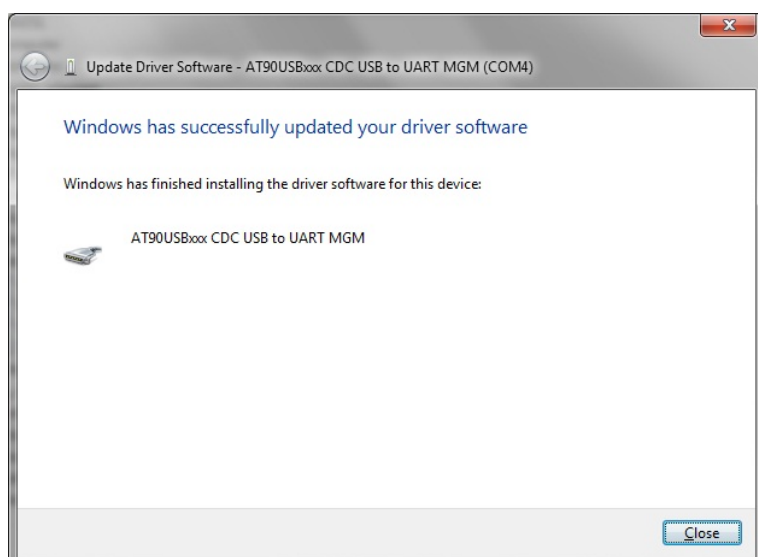 Update Driver Software - AT90USBxxx CDC USB to UART MGM (COM4)
Windows has successfully updated your driver software
Windows has finished installing the driver software for this device:
AT90USBxxx CDC USB to UART MGM
Close